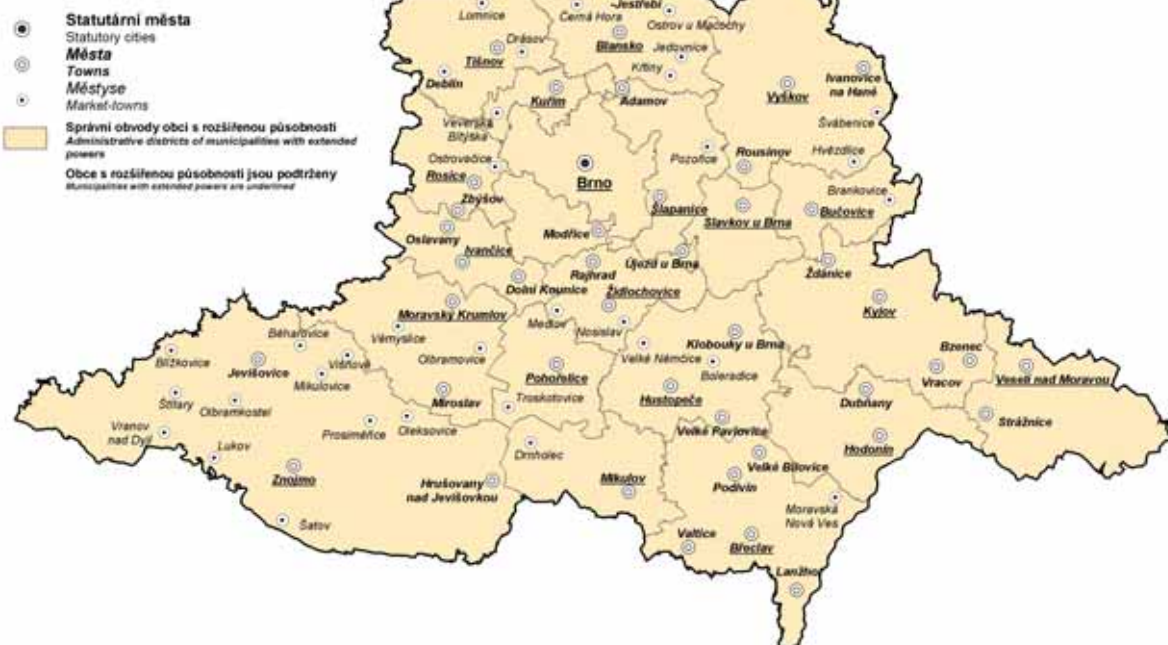 Statutární města
Statutory cities
Města
Towns
Městyse
Market-towns
Správní obvody obcí s rozšířenou působností
Administrative districts of municipalities with extended
powers
Obce s rozšířenou působností jsou podtrženy
Municipalities with extended powers are underlined
Lomnice
Černá Hora
-Jestřebí
Ostrov u Macochy
Drásov
Blansko
Jedovnice
Tišnov
Křtiny
Deblín
Kuřim
Adamov
Vyškov
Ivanovice
na Hané
Švábenice
Veverská
Bítýška
Ostrovačice
Pozořice
Rousínov
Hvězdlice
Rosice
Brno
Brankovice
Zbýšov
Šlapanice
Slavkov u Brna
Bučovice
Oslavany
Modřice
Ivančice
Újezd u Brna
Rajhrad
Ždánice
Dolní Kounice
Židlochovice
Moravský Krumlov
Medlov
Nosislav
Kyjov
Běhařovice
Vémyslice
Velké Němčice
Klobouky u Brna
Blížkovice
Jevišovice
Višňové
Olbramovice
Boleradice
Bzenec
Mikulovice
Pohořelice
Vracov
Veselí nad Moravou
Štítary
Olbramkostel
Miroslav
Troskotovice
Hustopeče
Dubňany
Strážnice
Vranov
nad Dyjí
Prosiměřice
Oleksovice
Velké Pavlovice
Lukov
Drnholec
Hodonín
Znojmo
Hrušovany
nad Jevišovkou
Mikulov
Velké Bílovice
Podivín
Šatov
Moravská
Nová Ves
Valtice
Břeclav
Lanžho